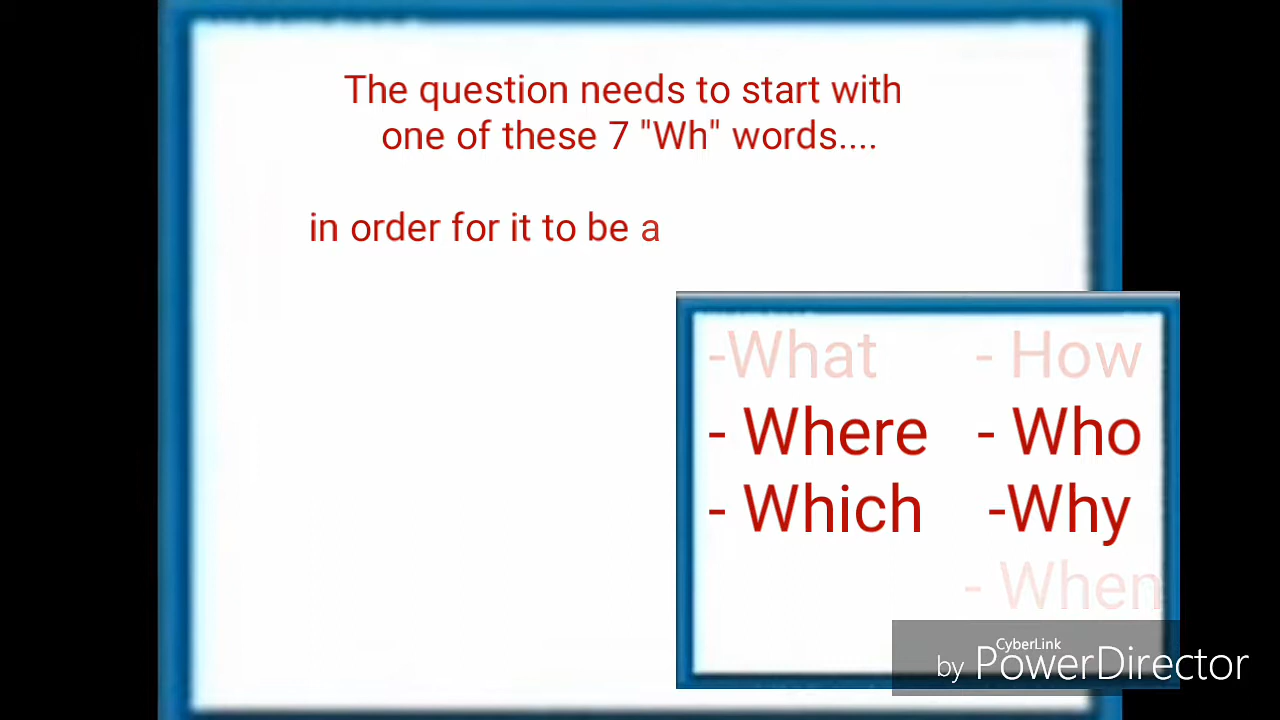 The question needs to start with
one of these 7 "Wh" words....
in order for it to be a
-What - How
- Where - Who
- Which -Why
- When
CyberLink
by PowerDirector